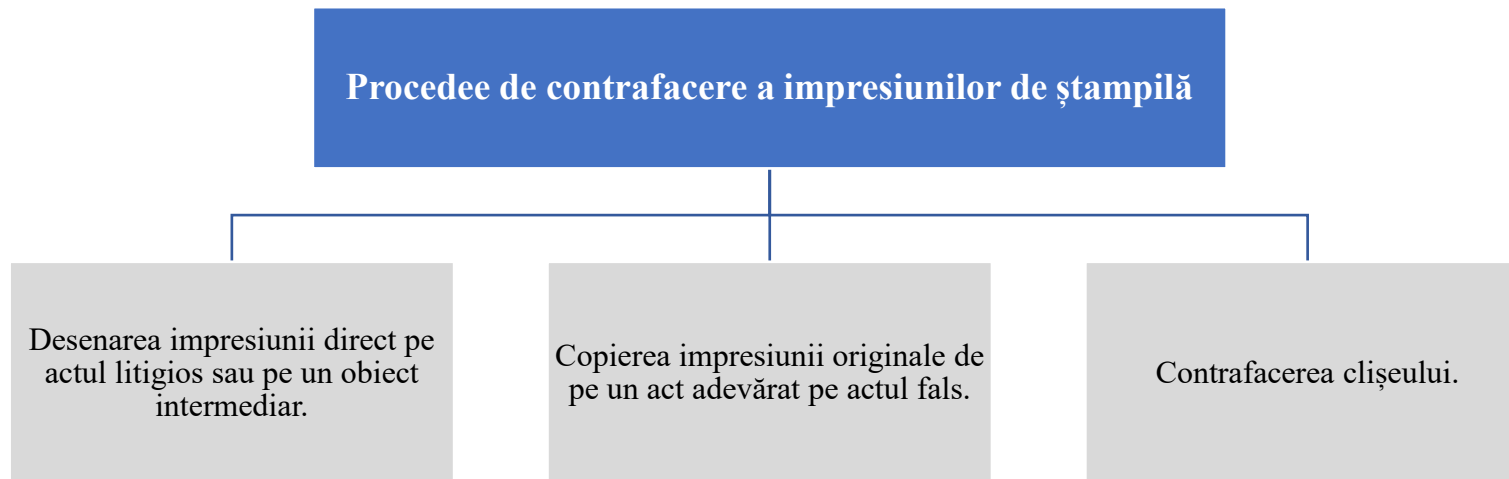 Procedee de contrafacere a impresiunilor de ștampilă
Desenarea impresiunii direct pe
actul litigios sau pe un obiect
intermediar.
Copierea impresiunii originale de
pe un act adevărat pe actul fals.
Contrafacerea clișeului.